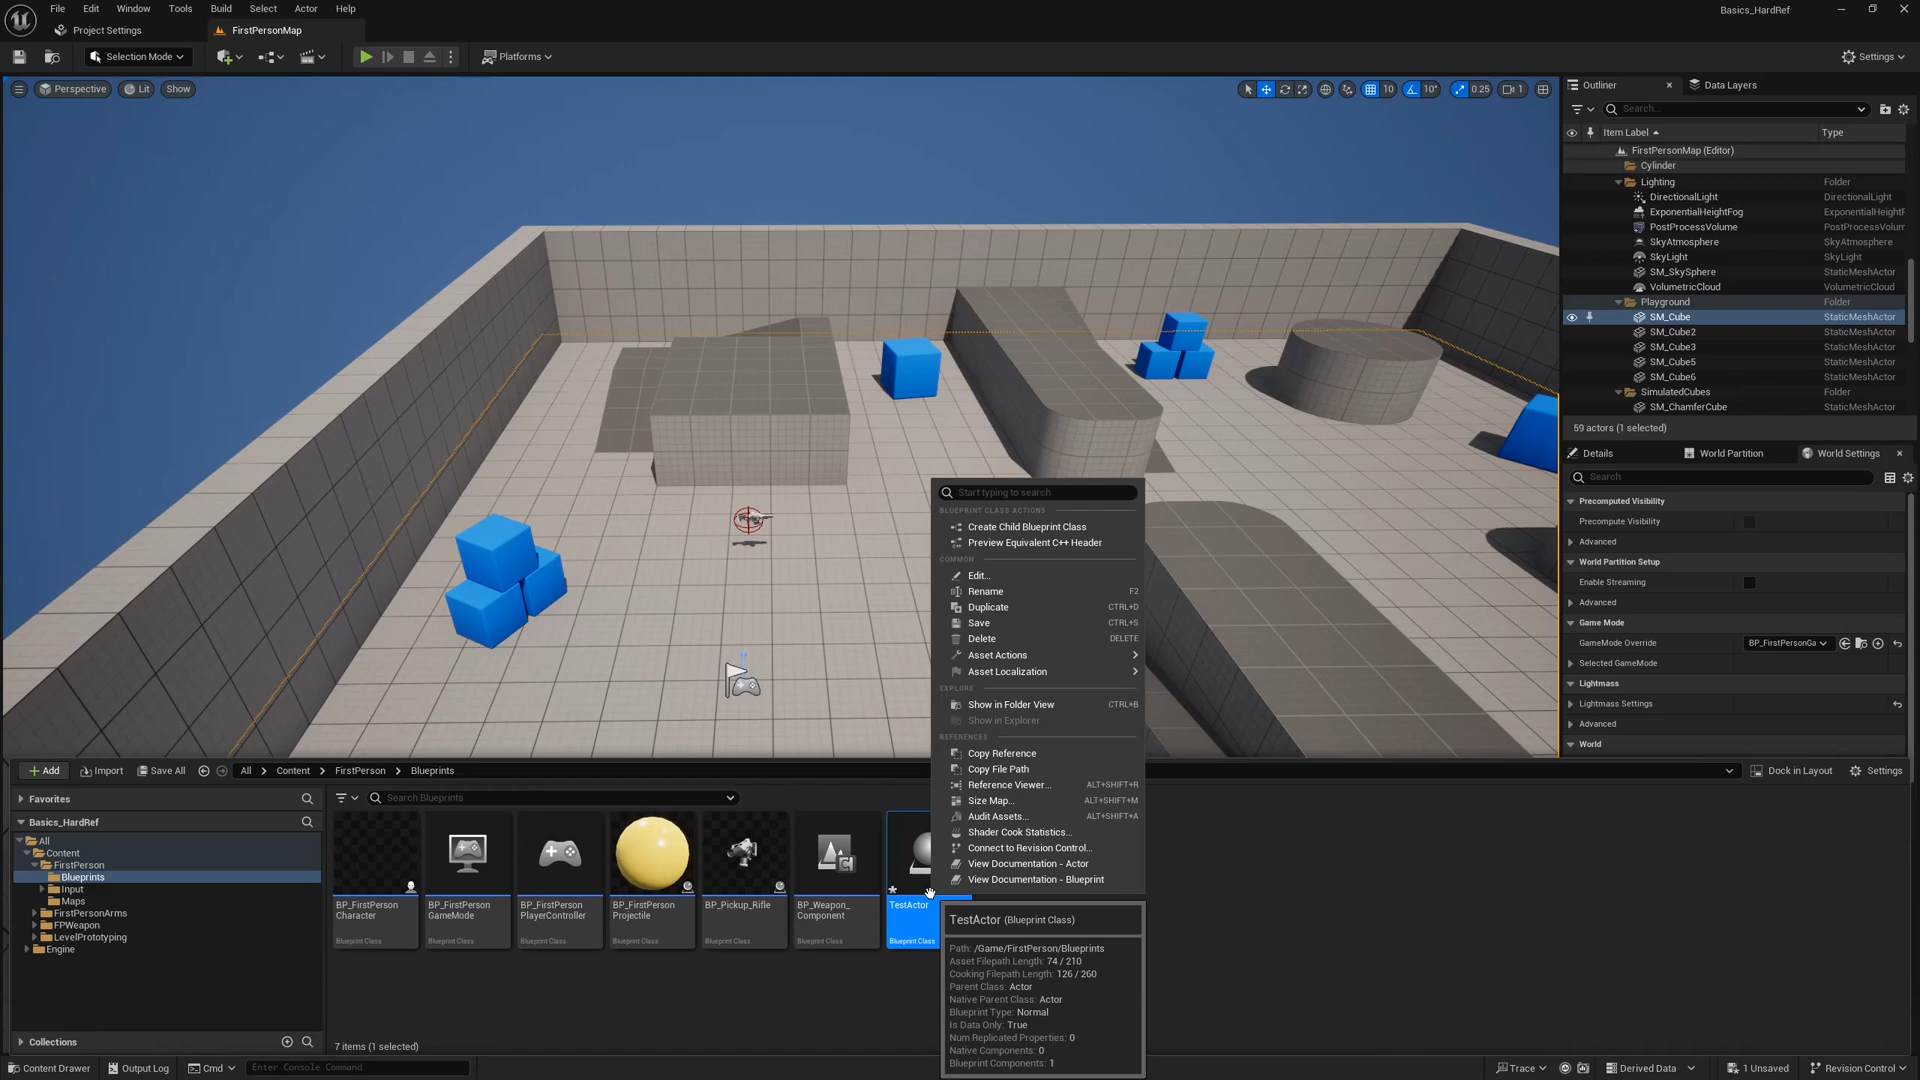 File Edit Window Tools Build Select Actor Help
Basics_HardRef
Project Settings
FirstPersonMap
Selection Mode
Platforms
Settings
Perspective
Lit
Show
10
10°
0.25
1
Outliner
Data Layers
Search...
Item Label
Type
FirstPersonMap (Editor)
Cylinder
Lighting Folder
DirectionalLight DirectionalLight
ExponentialHeightFog ExponentialHeightF
PostProcessVolume PostProcessVolum
SkyAtmosphere SkyAtmosphere
SkyLight SkyLight
SM_SkySphere StaticMeshActor
VolumetricCloud VolumetricCloud
Playground Folder
SM_Cube StaticMeshActor
SM_Cube2 StaticMeshActor
SM_Cube3 StaticMeshActor
SM_Cube5 StaticMeshActor
SM_Cube6 StaticMeshActor
SimulatedCubes Folder
SM_ChamferCube StaticMeshActor
59 actors (1 selected)
Details
World Partition
World Settings
Search
Precomputed Visibility
Precompute Visibility
Advanced
World Partition Setup
Enable Streaming
Advanced
Game Mode
GameMode Override BP_FirstPersonGa
Selected GameMode
Lightmass
Lightmass Settings
Advanced
World
Start typing to search
BLUEPRINT CLASS ACTIONS
Create Child Blueprint Class
Preview Equivalent C++ Header
COMMON
Edit...
Rename F2
Duplicate CTRL+D
Save CTRL+S
Delete DELETE
Asset Actions
Asset Localization
EXPLORE
Show in Folder View CTRL+B
Show in Explorer
REFERENCES
Copy Reference
Copy File Path
Reference Viewer... ALT+SHIFT+R
Size Map... ALT+SHIFT+M
Audit Assets... ALT+SHIFT+A
Shader Cook Statistics...
Connect to Revision Control...
View Documentation - Actor
View Documentation - Blueprint
Add
Import
Save All
All Content FirstPerson Blueprints
Dock in Layout
Settings
Favorites
Basics_HardRef
All
Content
FirstPerson
Blueprints
Input
Maps
FirstPersonArms
FPWeapon
LevelPrototyping
Engine
Collections
Search Blueprints
BP_FirstPerson
Character
Blueprint Class
BP_FirstPerson
GameMode
Blueprint Class
BP_FirstPerson
PlayerController
Blueprint Class
BP_FirstPerson
Projectile
Blueprint Class
BP_Pickup_Rifle
Blueprint Class
BP_Weapon_
Component
Blueprint Class
TestActor
Blueprint Class
7 items (1 selected)
TestActor (Blueprint Class)
Path: /Game/FirstPerson/Blueprints
Asset Filepath Length: 74 / 210
Cooking Filepath Length: 126 / 260
Parent Class: Actor
Native Parent Class: Actor
Blueprint Type: Normal
Is Data Only: True
Num Replicated Properties: 0
Native Components: 0
Blueprint Components: 1
Content Drawer
Output Log
Cmd
Enter Console Command
Trace
Derived Data
1 Unsaved
Revision Control